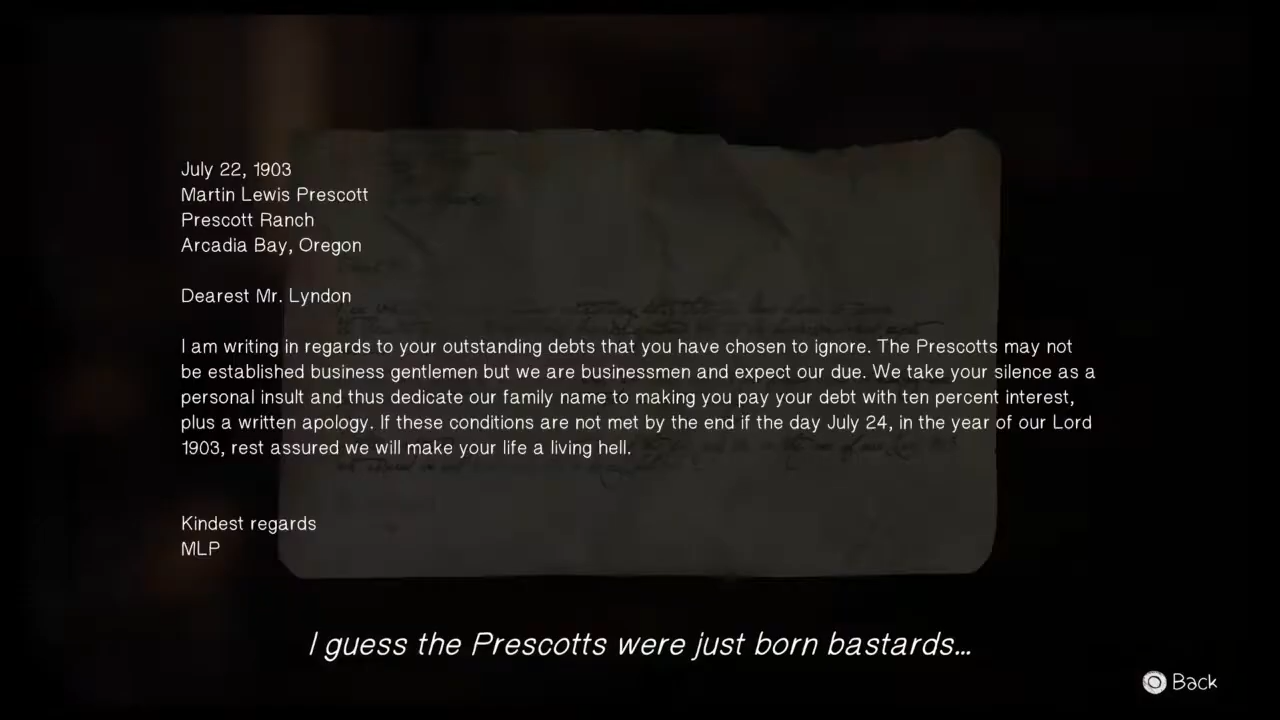 July 22, 1903
Martin Lewis Prescott
Prescott Ranch
Arcadia Bay, Oregon
Dearest Mr. Lyndon
I am writing in regards to your outstanding debts that you have chosen to ignore. The Prescotts may not
be established business gentlemen but we are businessmen and expect our due. We take your silence as a
personal insult and thus dedicate our family name to making you pay your debt with ten percent interest,
plus a written apology. If these conditions are not met by the end if the day July 24, in the year of our Lord
1903, rest assured we will make your life a living hell.
Kindest regards
MLP
I guess the Prescotts were just born bastards...
Back